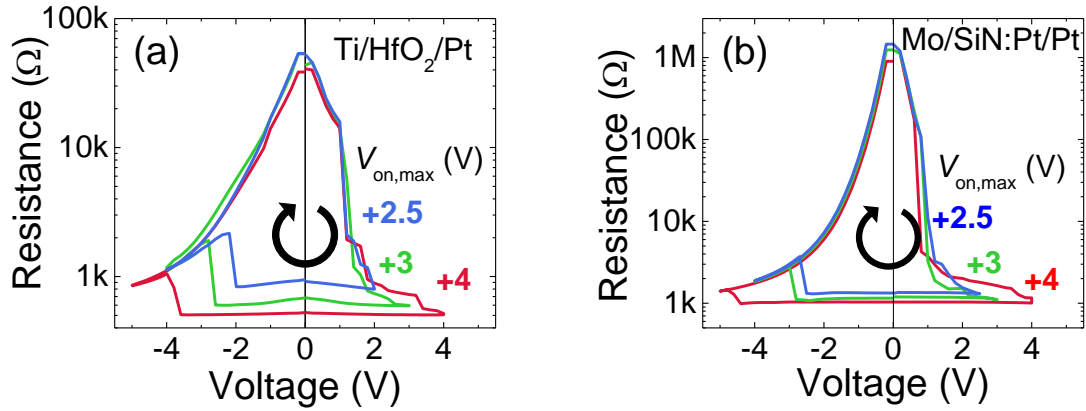 (a)
Ti/HfO₂/Pt
100k
10k
1k
Resistance (Ω)
V_on,max (V)
+2.5
+3
+4
-4 -2 0 2 4
Voltage (V)
(b)
Mo/SiN:Pt/Pt
1M
100k
10k
1k
Resistance (Ω)
V_on,max (V)
+2.5
+3
+4
-4 -2 0 2 4
Voltage (V)